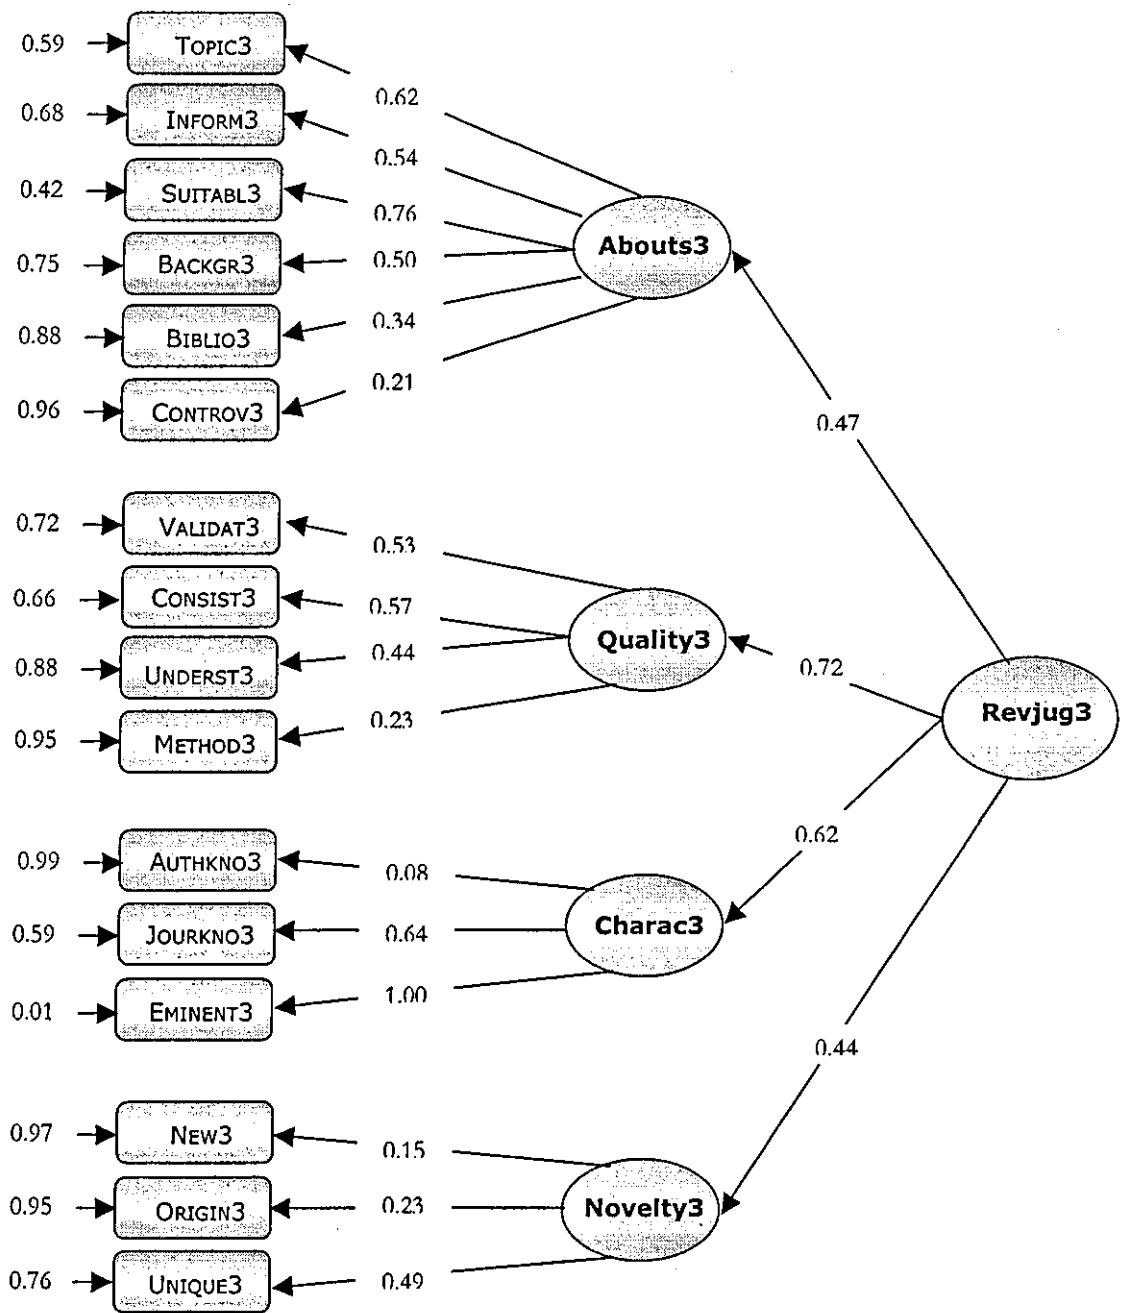 0.59 TOPIC3
0.62
0.68 INFORM3
0.54
0.42 SUITABL3
0.76
Abouts3
0.75 BACKGR3
0.50
0.88 BIBLIO3
0.34
0.96 CONTROV3
0.21
0.47
0.72 VALIDAT3
0.53
0.66 CONSIST3
0.57
Quality3
0.88 UNDERST3
0.44
0.72
0.95 METHOD3
0.23
Revjug3
0.62
0.99 AUTHKNO3
0.08
0.59 JOURKNO3
0.64
Charac3
0.01 EMINENT3
1.00
0.44
0.97 NEW3
0.15
0.95 ORIGIN3
0.23
Novelty3
0.76 UNIQUE3
0.49